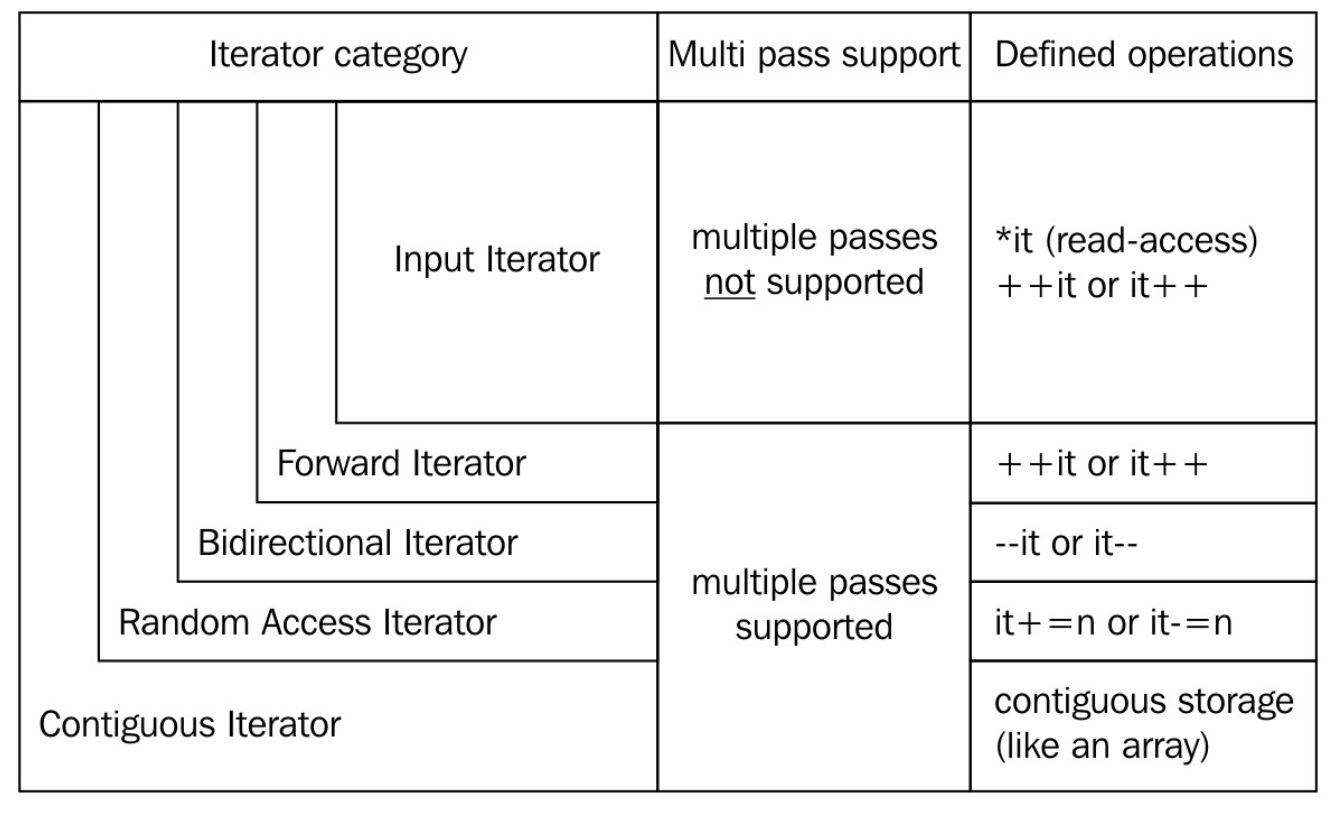 Iterator category
Multi pass support
Defined operations
Input Iterator
multiple passes
not supported
*it (read-access)
++it or it++
Forward Iterator
++it or it++
Bidirectional Iterator
--it or it--
multiple passes
supported
Random Access Iterator
it+=n or it-=n
Contiguous Iterator
contiguous storage
(like an array)